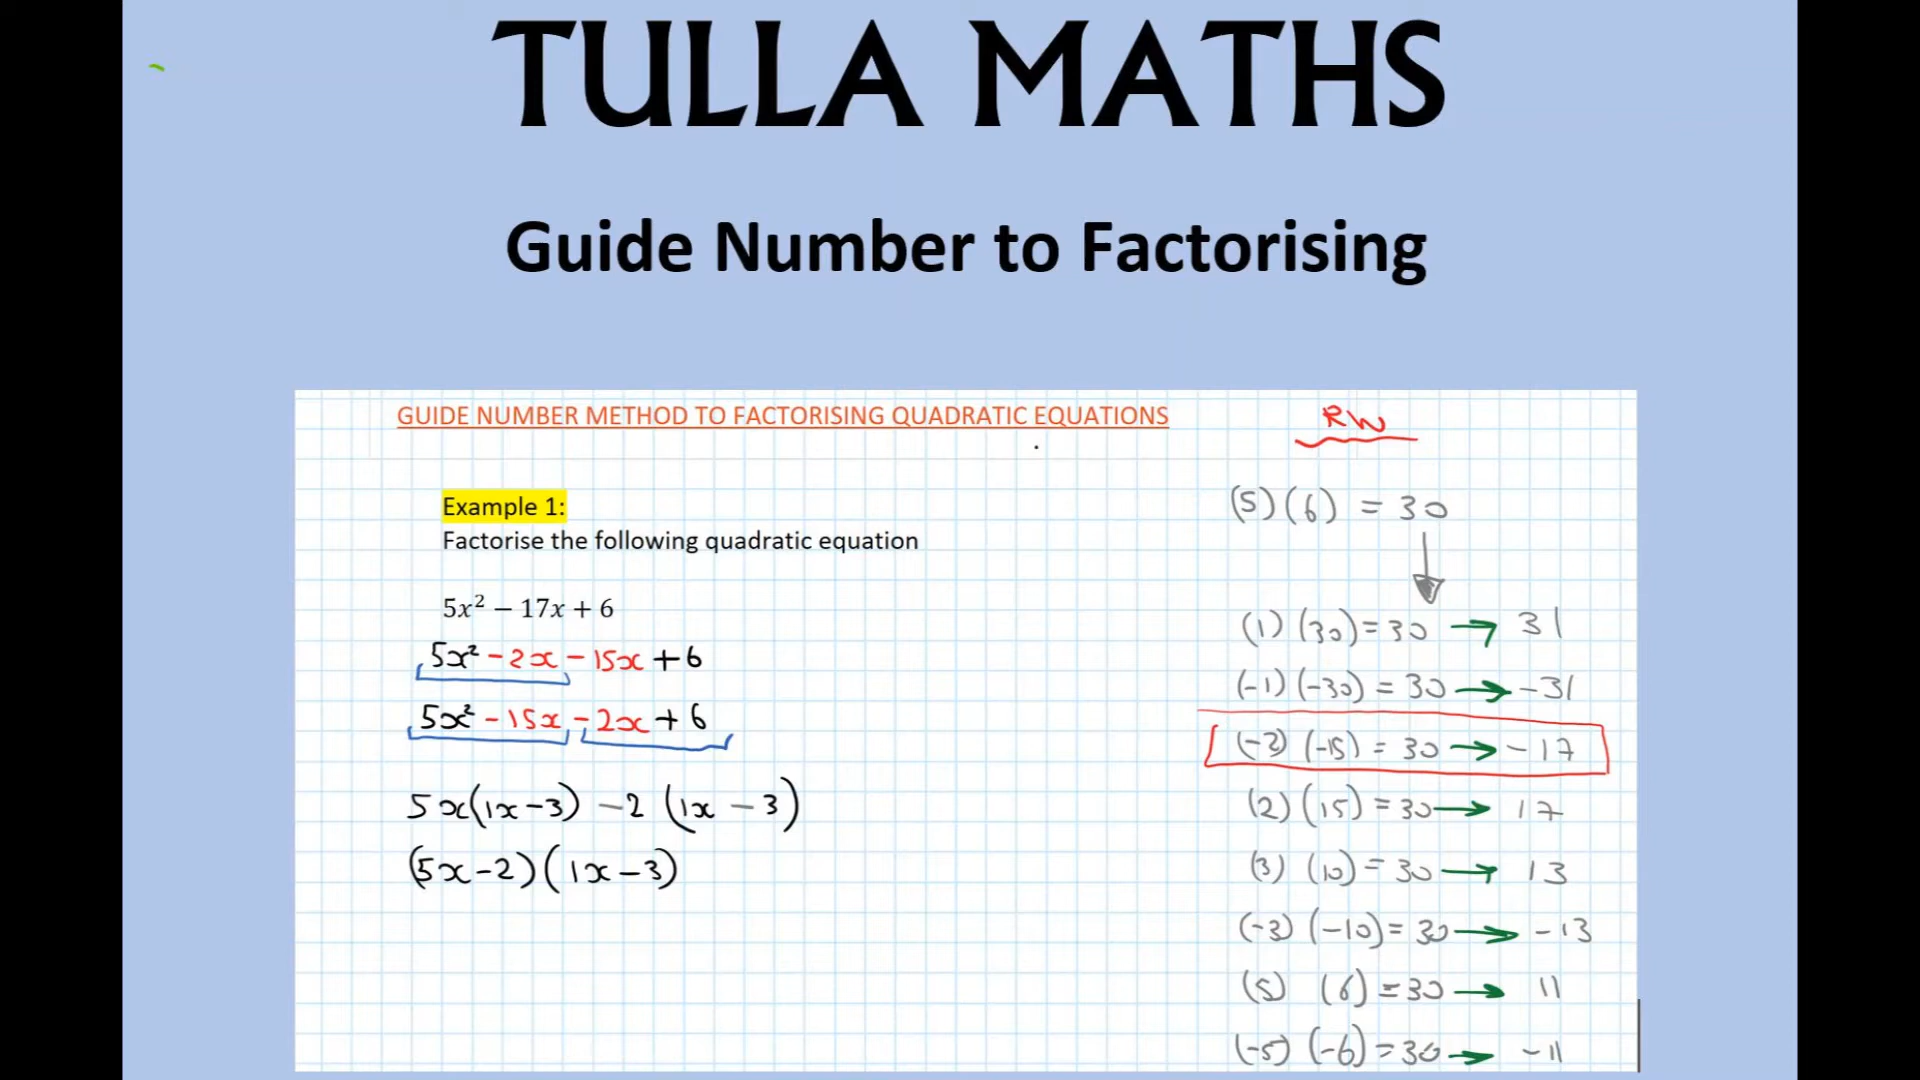 TULLA MATHS
Guide Number to Factorising
GUIDE NUMBER METHOD TO FACTORISING QUADRATIC EQUATIONS
Example 1:
Factorise the following quadratic equation
5x² − 17x + 6
5x² - 2x - 15x + 6
5x² - 15x - 2x + 6
5x(1x-3) -2 (1x - 3)
(5x-2)(1x-3)
RW
(5)(6) = 30
(1)(30)=30 → 31
(-1)(-30) = 30 → -31
(-2)(-15) = 30 → -17
(2)(15) = 30 → 17
(3)(10) = 30 → 13
(-3)(-10) = 30 → -13
(5)(6) = 30 → 11
(-5)(-6) = 30 → -11